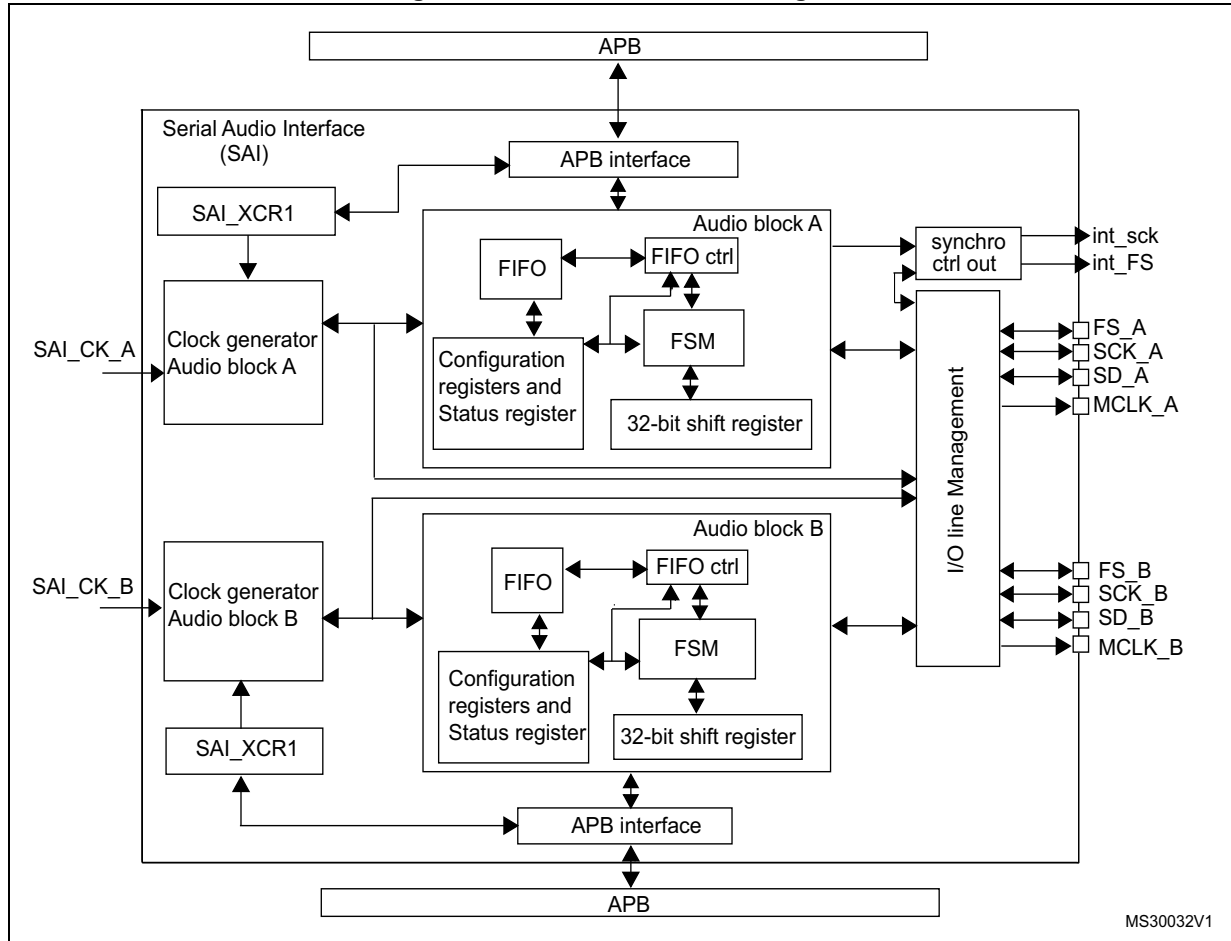 APB
Serial Audio Interface
(SAI)
APB interface
SAI_XCR1
Audio block A
FIFO
FIFO ctrl
synchro
ctrl out
int_sck
int_FS
Clock generator
Audio block A
SAI_CK_A
Configuration
registers and
Status register
FSM
32-bit shift register
I/O line Management
FS_A
SCK_A
SD_A
MCLK_A
Audio block B
FIFO
FIFO ctrl
Clock generator
Audio block B
SAI_CK_B
Configuration
registers and
Status register
FSM
32-bit shift register
FS_B
SCK_B
SD_B
MCLK_B
SAI_XCR1
APB interface
APB
MS30032V1